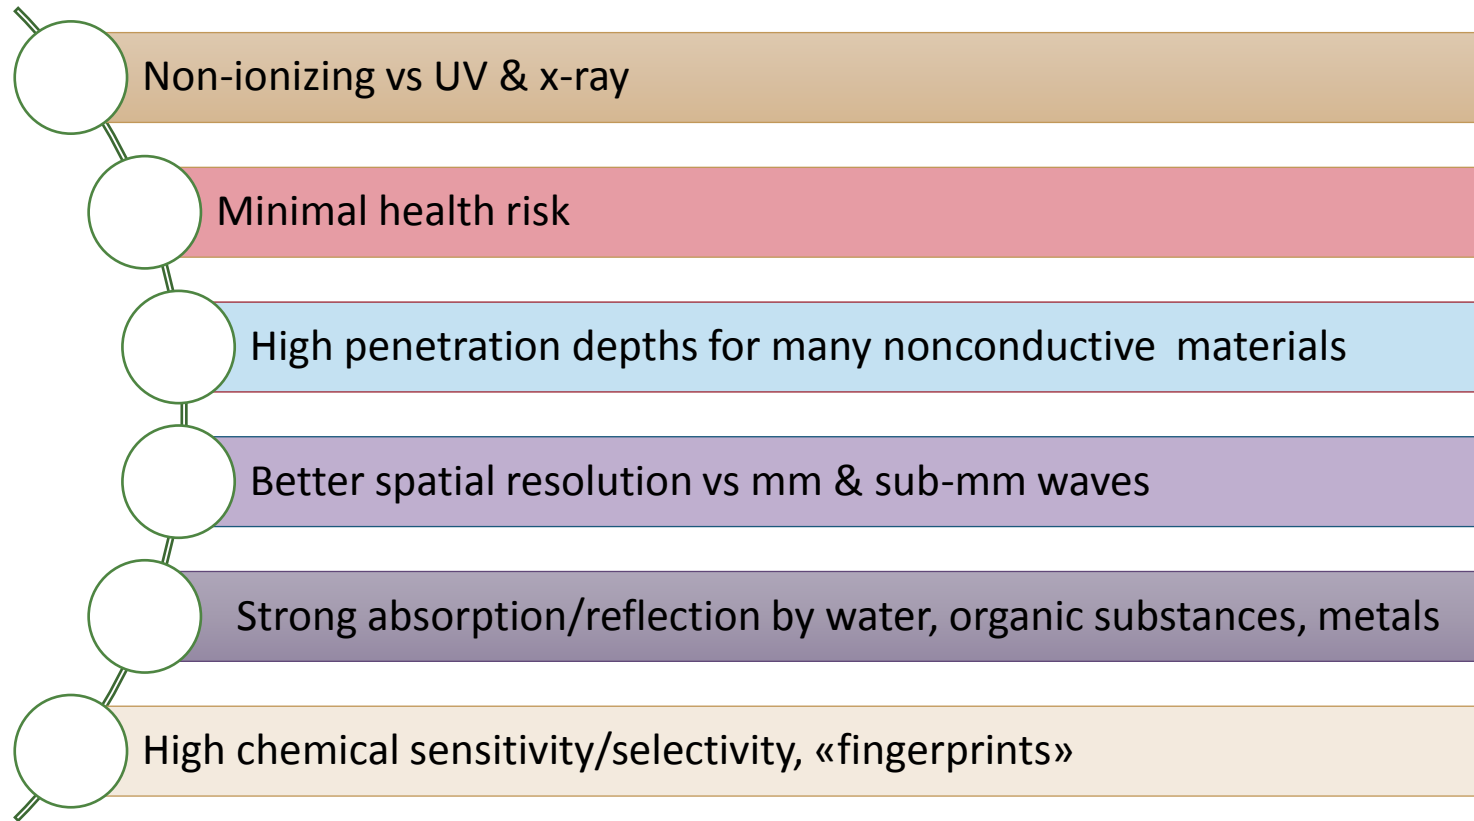 Non-ionizing vs UV & x-ray
Minimal health risk
High penetration depths for many nonconductive  materials
Better spatial resolution vs mm & sub-mm waves
Strong absorption/reflection by water, organic substances, metals
High chemical sensitivity/selectivity, «fingerprints»